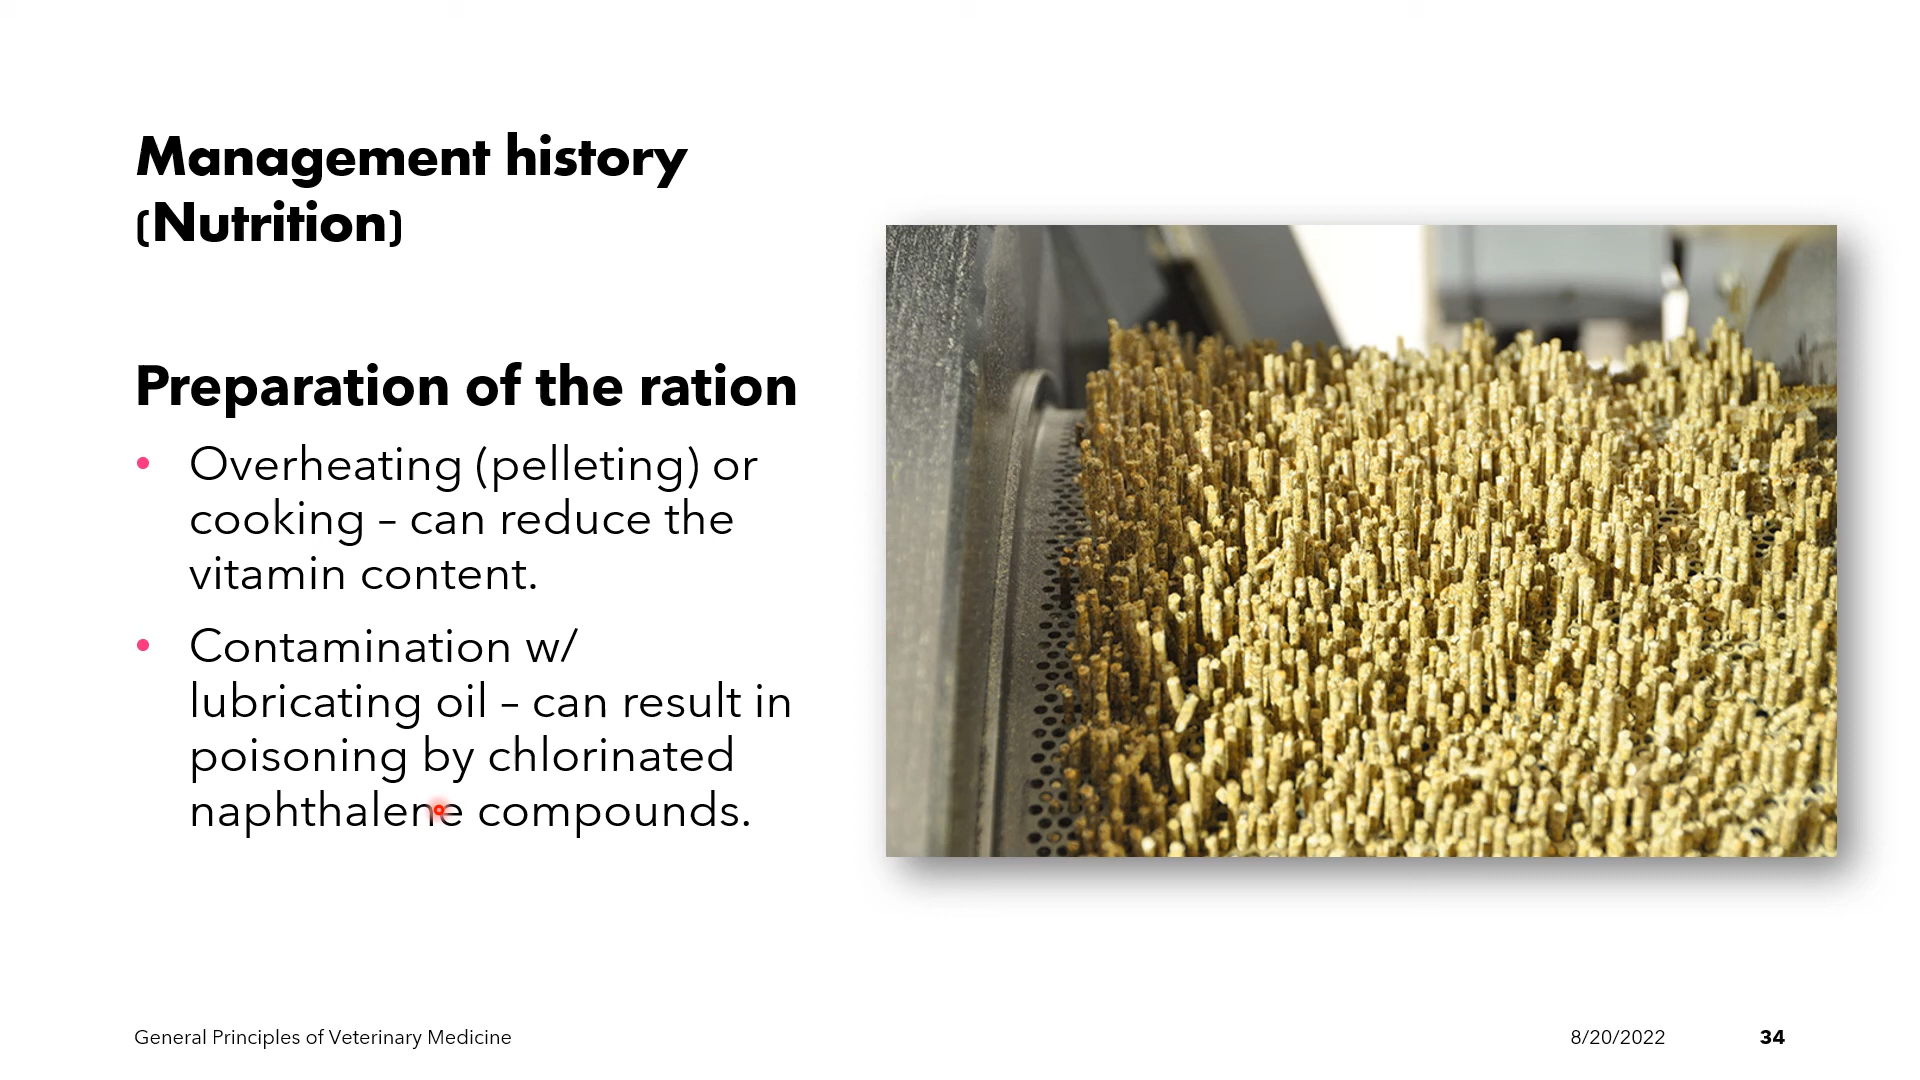 Management history
(Nutrition)
Preparation of the ration
• Overheating (pelleting) or
cooking – can reduce the
vitamin content.
• Contamination w/
lubricating oil – can result in
poisoning by chlorinated
naphthalene compounds.
General Principles of Veterinary Medicine
8/20/2022
34